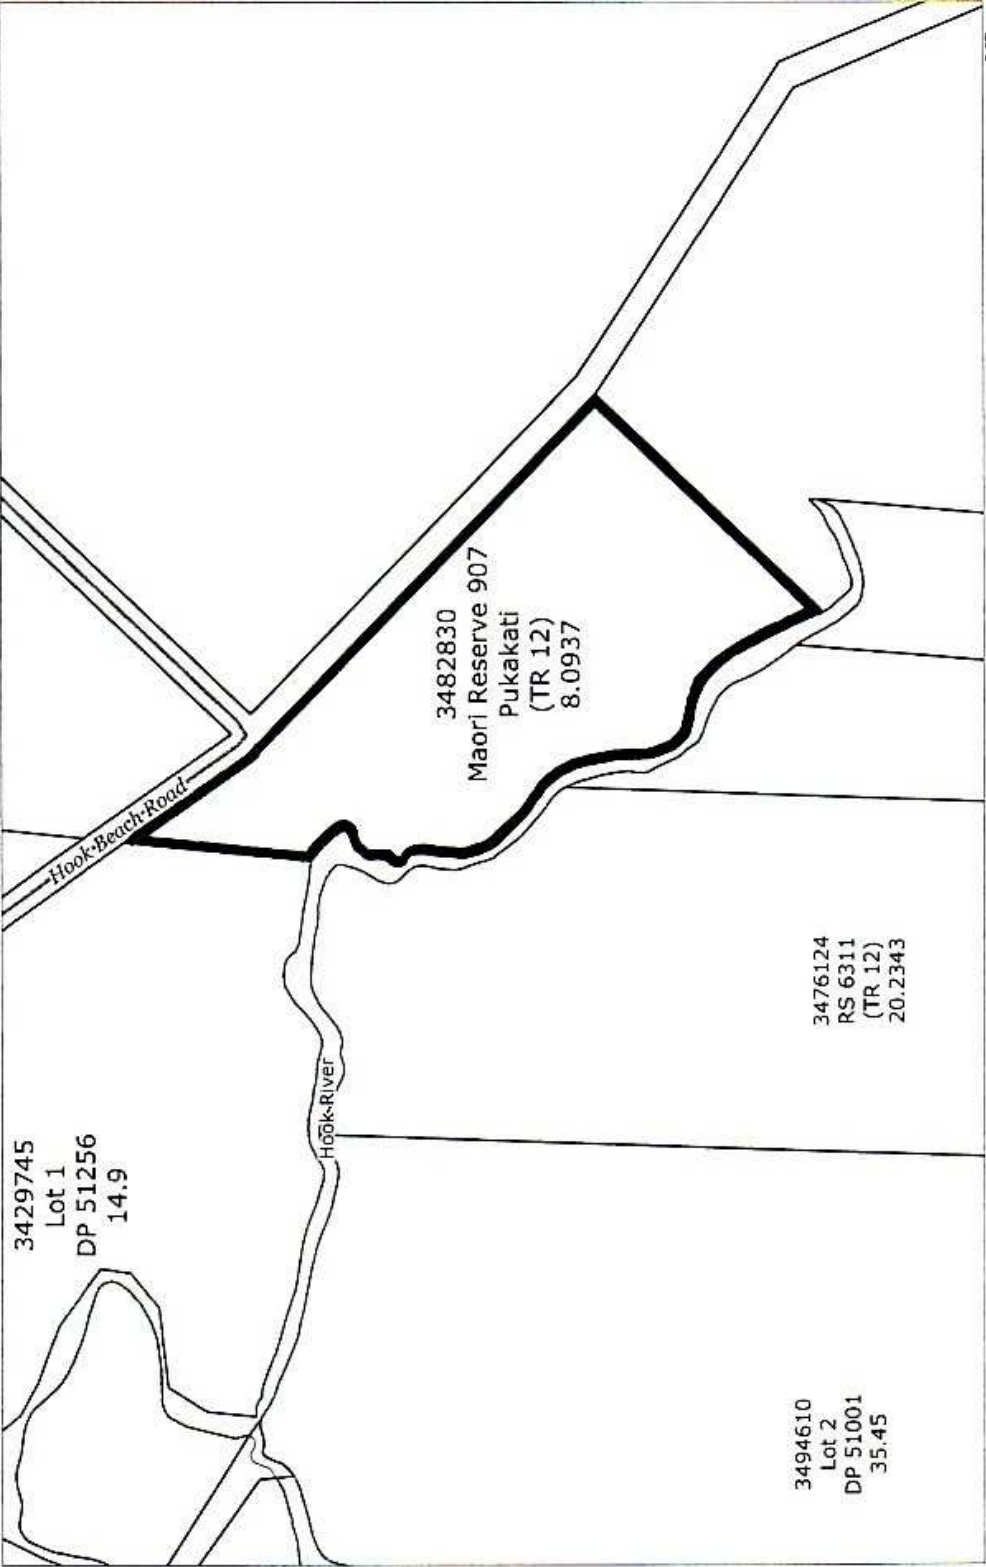 3429745
Lot 1
DP 51256
14.9
Hook Beach Road
3482830
Maori Reserve 907
Pukakati
(TR 12)
8.0937
Hook River
3494610
Lot 2
DP 51001
35.45
3476124
RS 6311
(TR 12)
20.2343